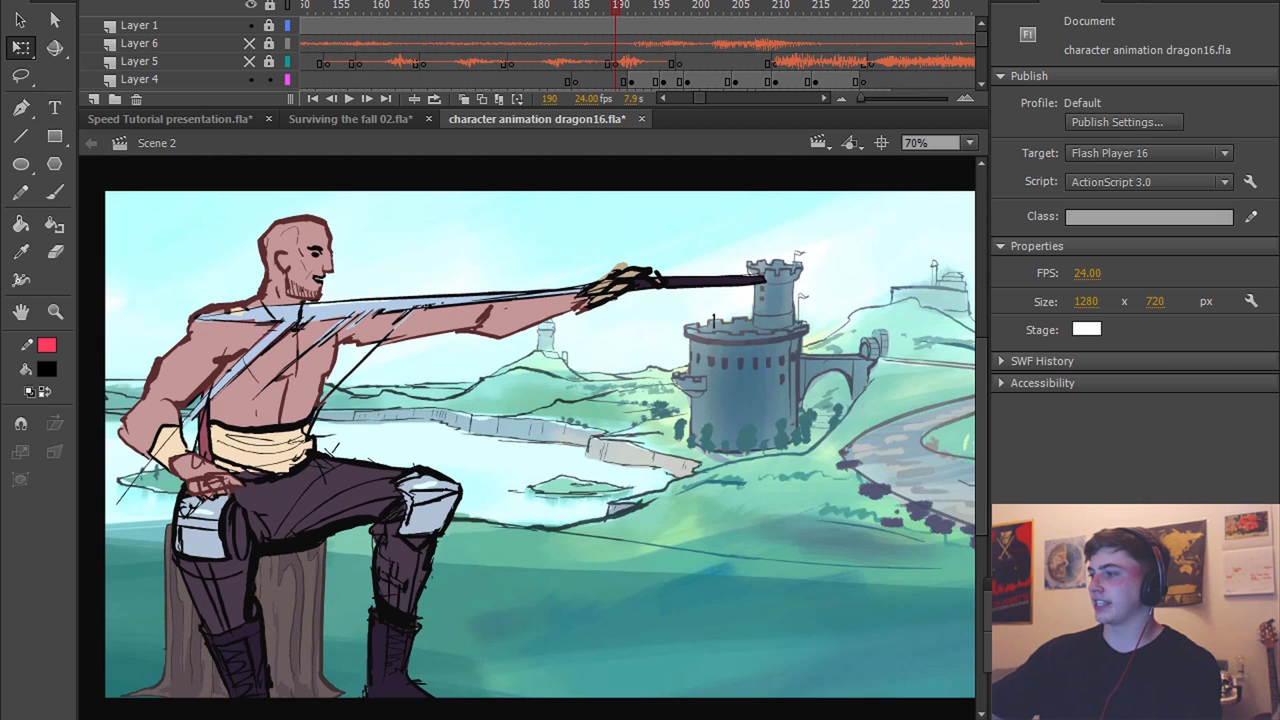 155 160 165 170 175 180 185 190 195 200 205 210 215 220 225 230
Layer 1
Layer 6
Layer 5
Layer 4
190 24.00fps 7.9s
Speed Tutorial presentation.fla* × Surviving the fall 02.fla* × character animation dragon16.fla* ×
Scene 2
70%
T
Document
Fl
character animation dragon16.fla
Publish
Profile: Default
Publish Settings...
Target: Flash Player 16
Script: ActionScript 3.0
Class:
Properties
FPS: 24.00
Size: 1280 x 720 px
Stage:
SWF History
Accessibility